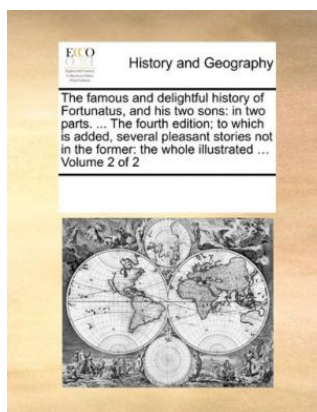 ECCO
History and Geography
The famous and delightful history of
Fortunatus, and his two sons: in two
parts. ... The fourth edition; to which
is added, several pleasant stories not
in the former: the whole illustrated ...
Volume 2 of 2